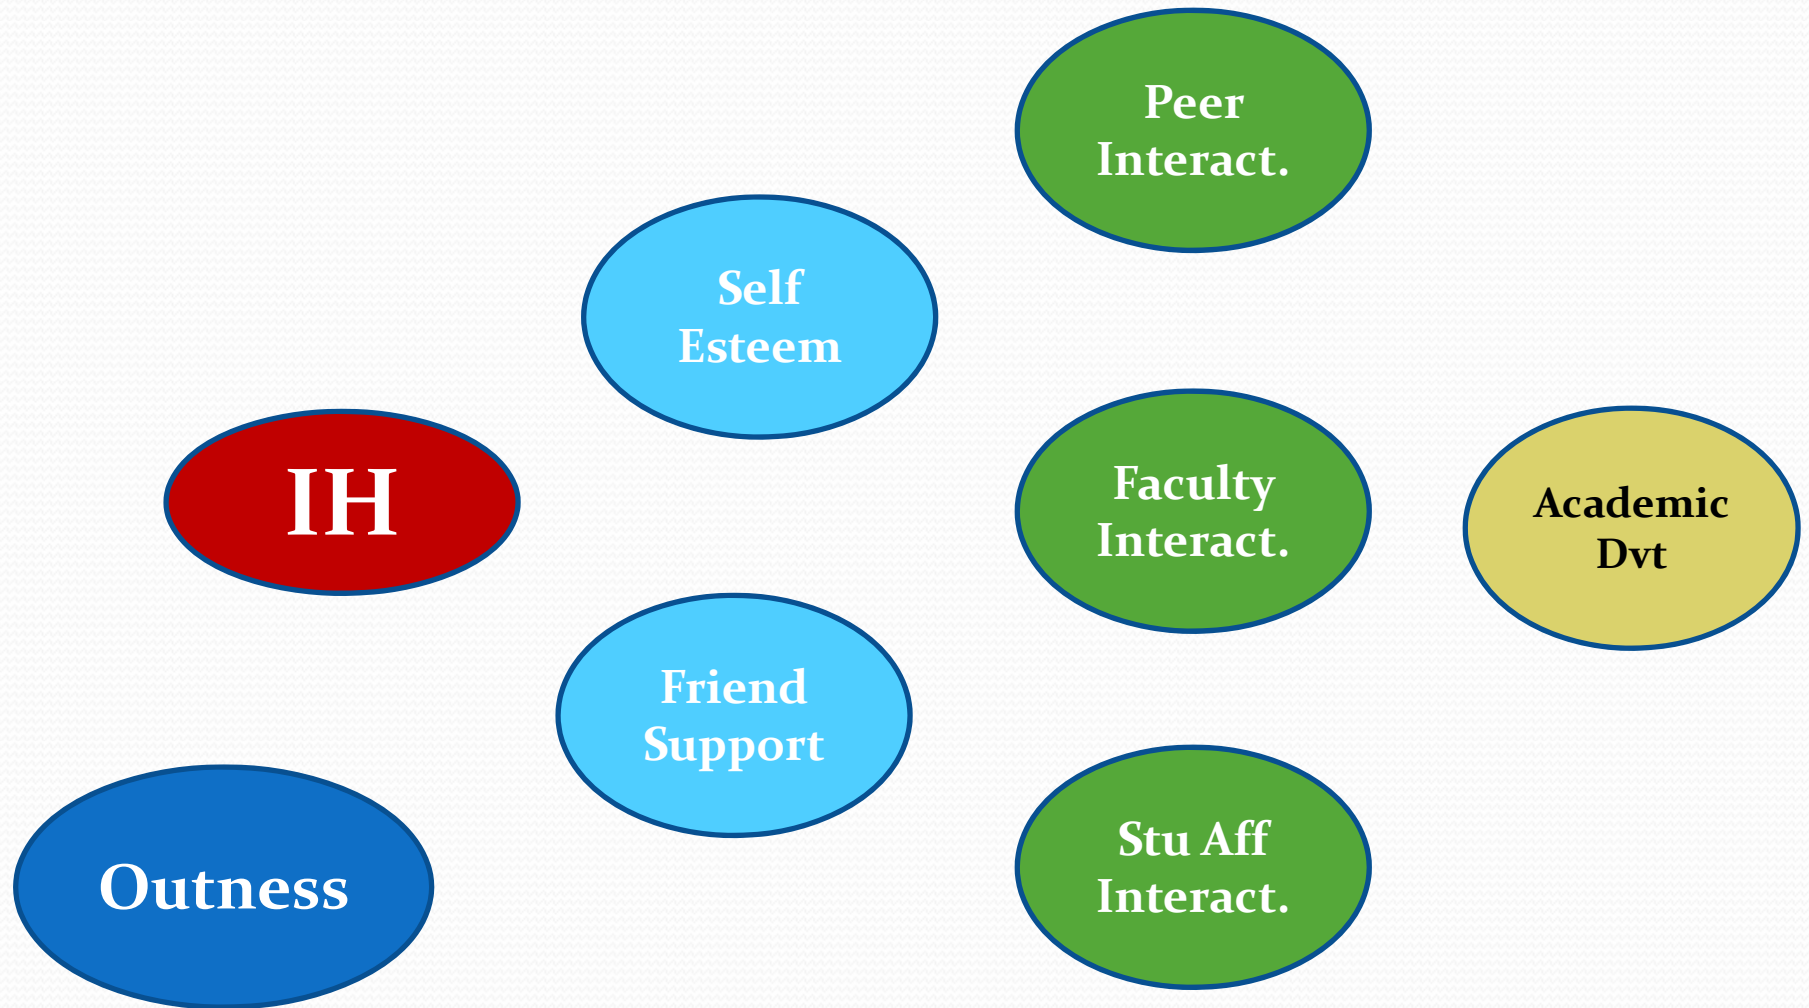 Peer
Interact.
Self
Esteem
IH
Faculty
Interact.
Academic
Dvt
Friend
Support
Outness
Stu Aff
Interact.